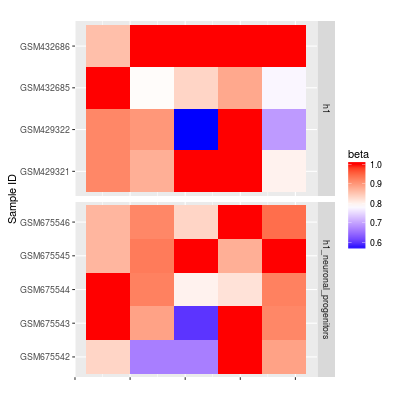 GSM432686
GSM432685
GSM429322
GSM429321
h1
GSM675546
GSM675545
GSM675544
GSM675543
GSM675542
h1_neuronal_progenitors
Sample ID
beta
1.0
0.9
0.8
0.7
0.6